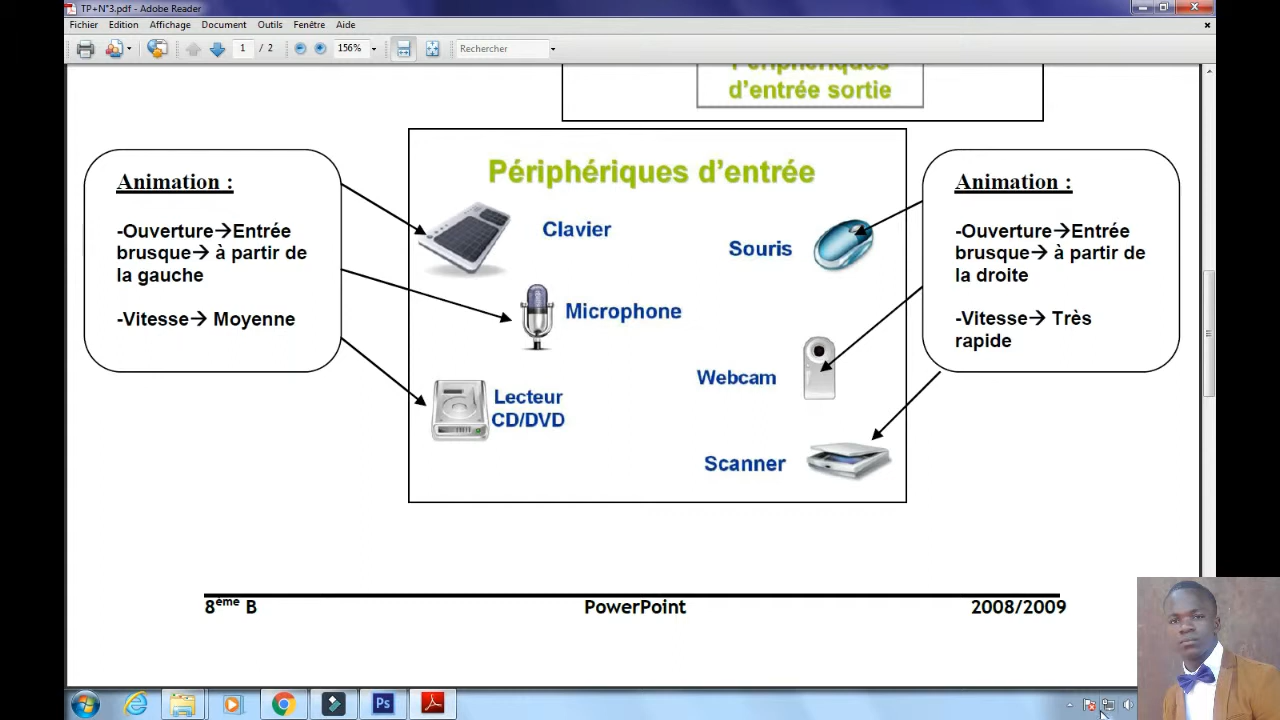 TP+N°3.pdf - Adobe Reader
Fichier Edition Affichage Document Outils Fenêtre Aide
1 / 2 156% Rechercher
Périphériques
d'entrée sortie
Périphériques d'entrée
Animation :
-Ouverture→Entrée
brusque→ à partir de
la gauche
-Vitesse→ Moyenne
Clavier
Microphone
Lecteur
CD/DVD
Souris
Webcam
Scanner
Animation :
-Ouverture→Entrée
brusque→ à partir de
la droite
-Vitesse→ Très
rapide
8ème B PowerPoint 2008/2009
Ps